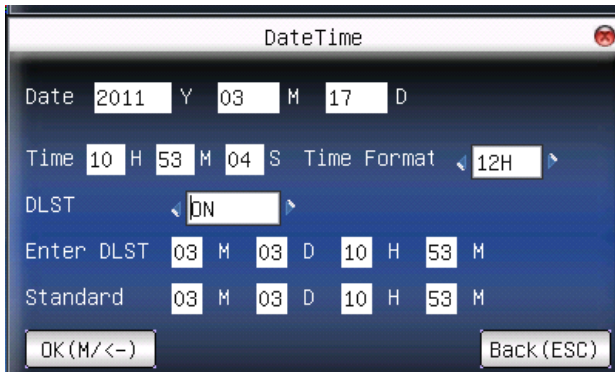 DateTime
Date 2011 Y 03 M 17 D
Time 10 H 53 M 04 S Time Format 12H
DLST ON
Enter DLST 03 M 03 D 10 H 53 M
Standard 03 M 03 D 10 H 53 M
OK(M/<-) Back(ESC)